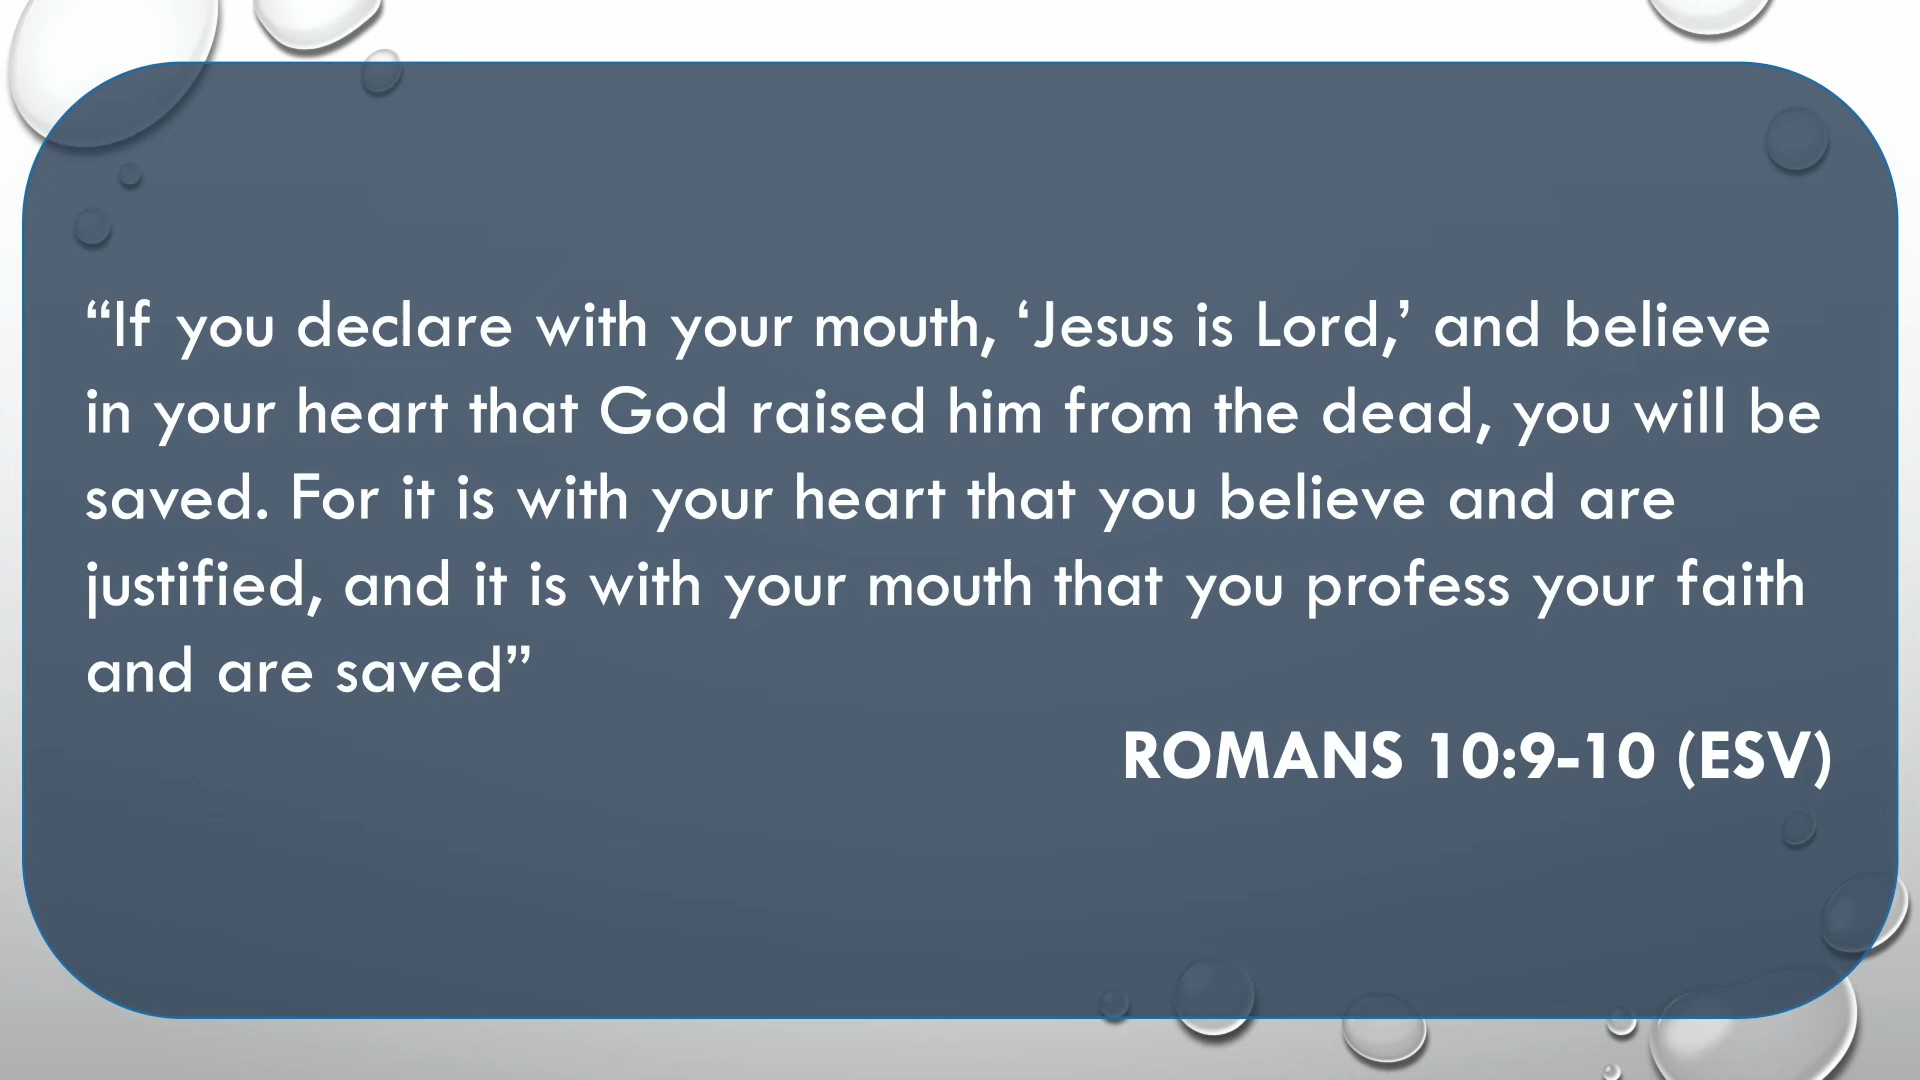 “If you declare with your mouth, ‘Jesus is Lord,’ and believe
in your heart that God raised him from the dead, you will be
saved. For it is with your heart that you believe and are
justified, and it is with your mouth that you profess your faith
and are saved”
ROMANS 10:9-10 (ESV)